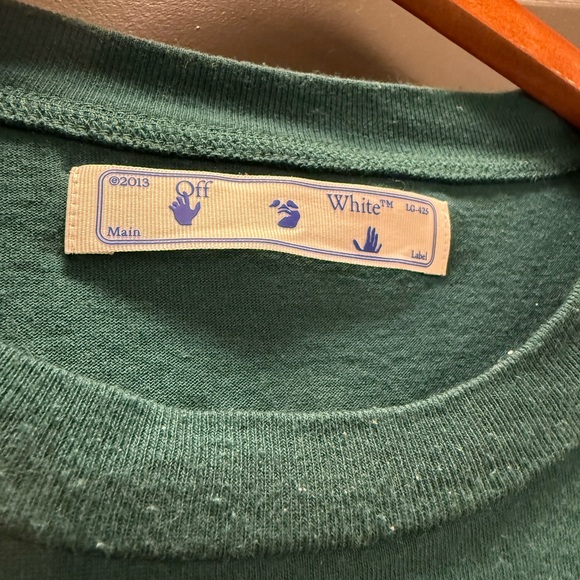 ©2013 Off White™ LG-425
Main Label